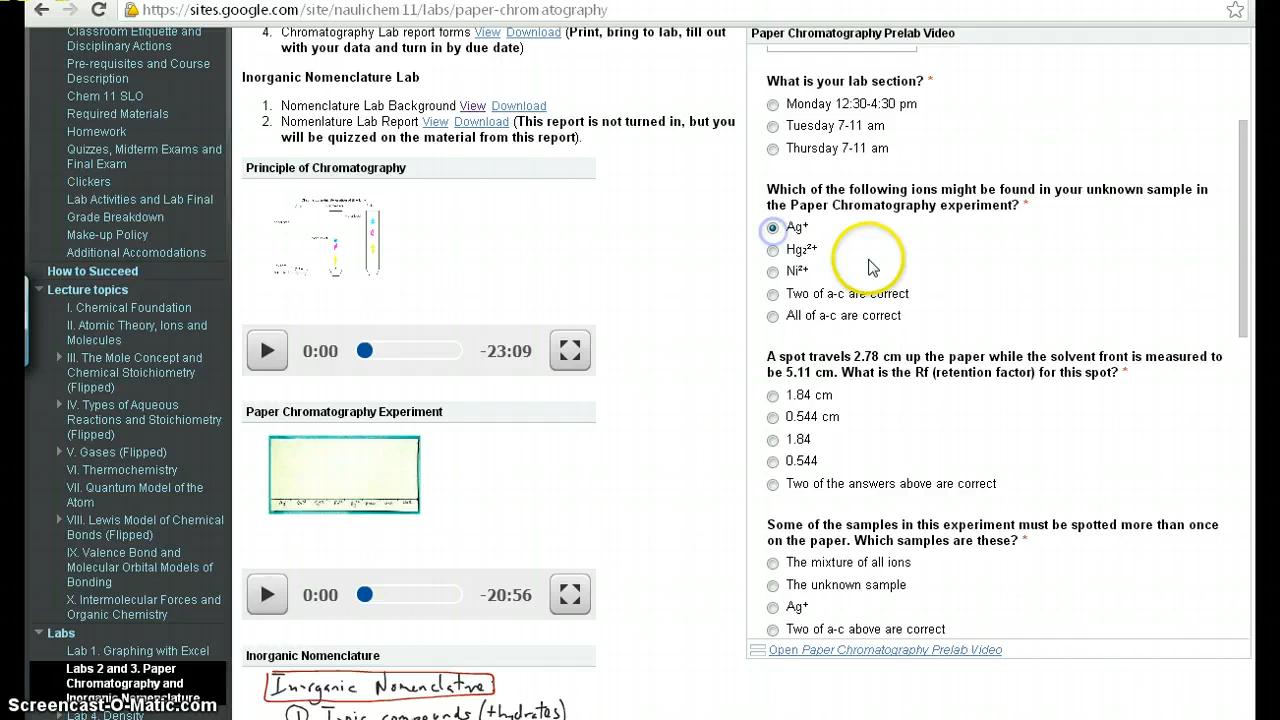 https://sites.google.com/site/naulichem11/labs/paper-chromatography
Classroom Etiquette and
Disciplinary Actions
Pre-requisites and Course
Description
Chem 11 SLO
Required Materials
Homework
Quizzes, Midterm Exams and
Final Exam
Clickers
Lab Activities and Lab Final
Grade Breakdown
Make-up Policy
Additional Accomodations
How to Succeed
Lecture topics
I. Chemical Foundation
II. Atomic Theory, Ions and
Molecules
III. The Mole Concept and
Chemical Stoichiometry
(Flipped)
IV. Types of Aqueous
Reactions and Stoichiometry
(Flipped)
V. Gases (Flipped)
VI. Thermochemistry
VII. Quantum Model of the
Atom
VIII. Lewis Model of Chemical
Bonds (Flipped)
IX. Valence Bond and
Molecular Orbital Models of
Bonding
X. Intermolecular Forces and
Organic Chemistry
Labs
Lab 1. Graphing with Excel
Labs 2 and 3. Paper
Chromatography and
Inorganic Nomenclature
Lab 4. Density
4. Chromatography Lab report forms View Download (Print, bring to lab, fill out
with your data and turn in by due date)
Inorganic Nomenclature Lab
1. Nomenclature Lab Background View Download
2. Nomenlature Lab Report View Download (This report is not turned in, but you
will be quizzed on the material from this report).
Principle of Chromatography
0:00 -23:09
Paper Chromatography Experiment
0:00 -20:56
Inorganic Nomenclature
Inorganic Nomenclature
① Ionic compounds (+hydrates)
Paper Chromatography Prelab Video
What is your lab section? *
Monday 12:30-4:30 pm
Tuesday 7-11 am
Thursday 7-11 am
Which of the following ions might be found in your unknown sample in
the Paper Chromatography experiment? *
Ag⁺
Hg₂²⁺
Ni²⁺
Two of a-c are correct
All of a-c are correct
A spot travels 2.78 cm up the paper while the solvent front is measured to
be 5.11 cm. What is the Rf (retention factor) for this spot? *
1.84 cm
0.544 cm
1.84
0.544
Two of the answers above are correct
Some of the samples in this experiment must be spotted more than once
on the paper. Which samples are these? *
The mixture of all ions
The unknown sample
Ag⁺
Two of a-c above are correct
Open Paper Chromatography Prelab Video
Screencast-O-Matic.com